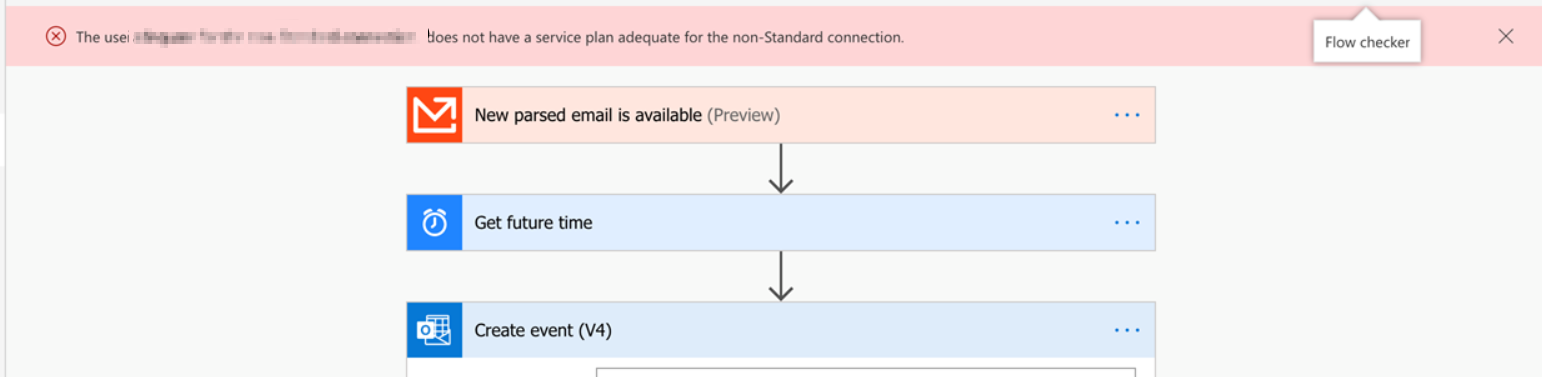 The user does not have a service plan adequate for the non-Standard connection.
Flow checker
New parsed email is available (Preview)
Get future time
Create event (V4)